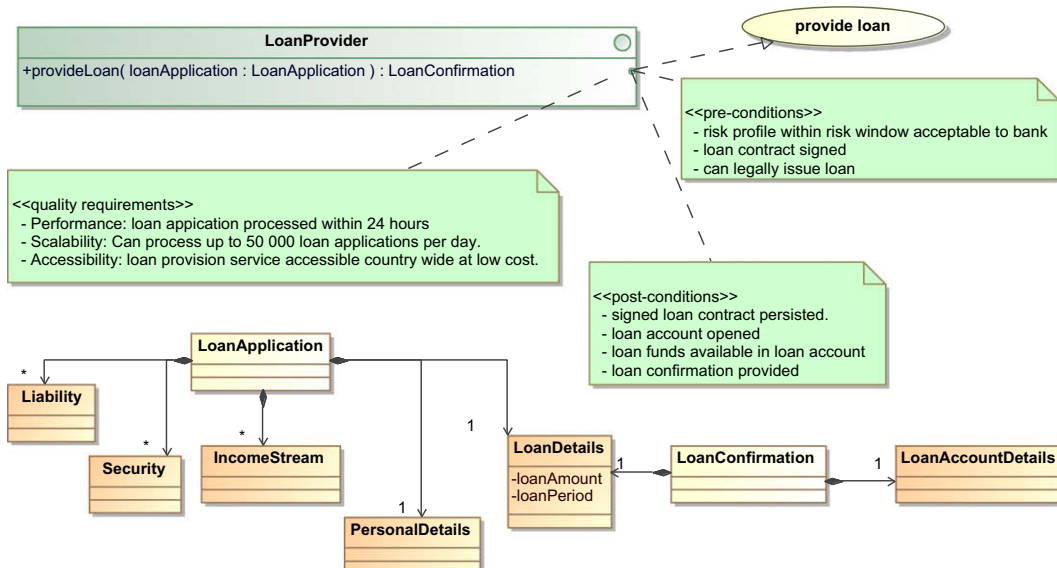 provide loan
LoanProvider
+provideLoan( loanApplication : LoanApplication ) : LoanConfirmation
<<pre-conditions>>
- risk profile within risk window acceptable to bank
- loan contract signed
- can legally issue loan
<<quality requirements>>
- Performance: loan appication processed within 24 hours
- Scalability: Can process up to 50 000 loan applications per day.
- Accessibility: loan provision service accessible country wide at low cost.
<<post-conditions>>
- signed loan contract persisted.
- loan account opened
- loan funds available in loan account
- loan confirmation provided
LoanApplication
*
Liability
*
Security
*
IncomeStream
1
PersonalDetails
1
LoanDetails
-loanAmount
-loanPeriod
1
LoanConfirmation
1
LoanAccountDetails